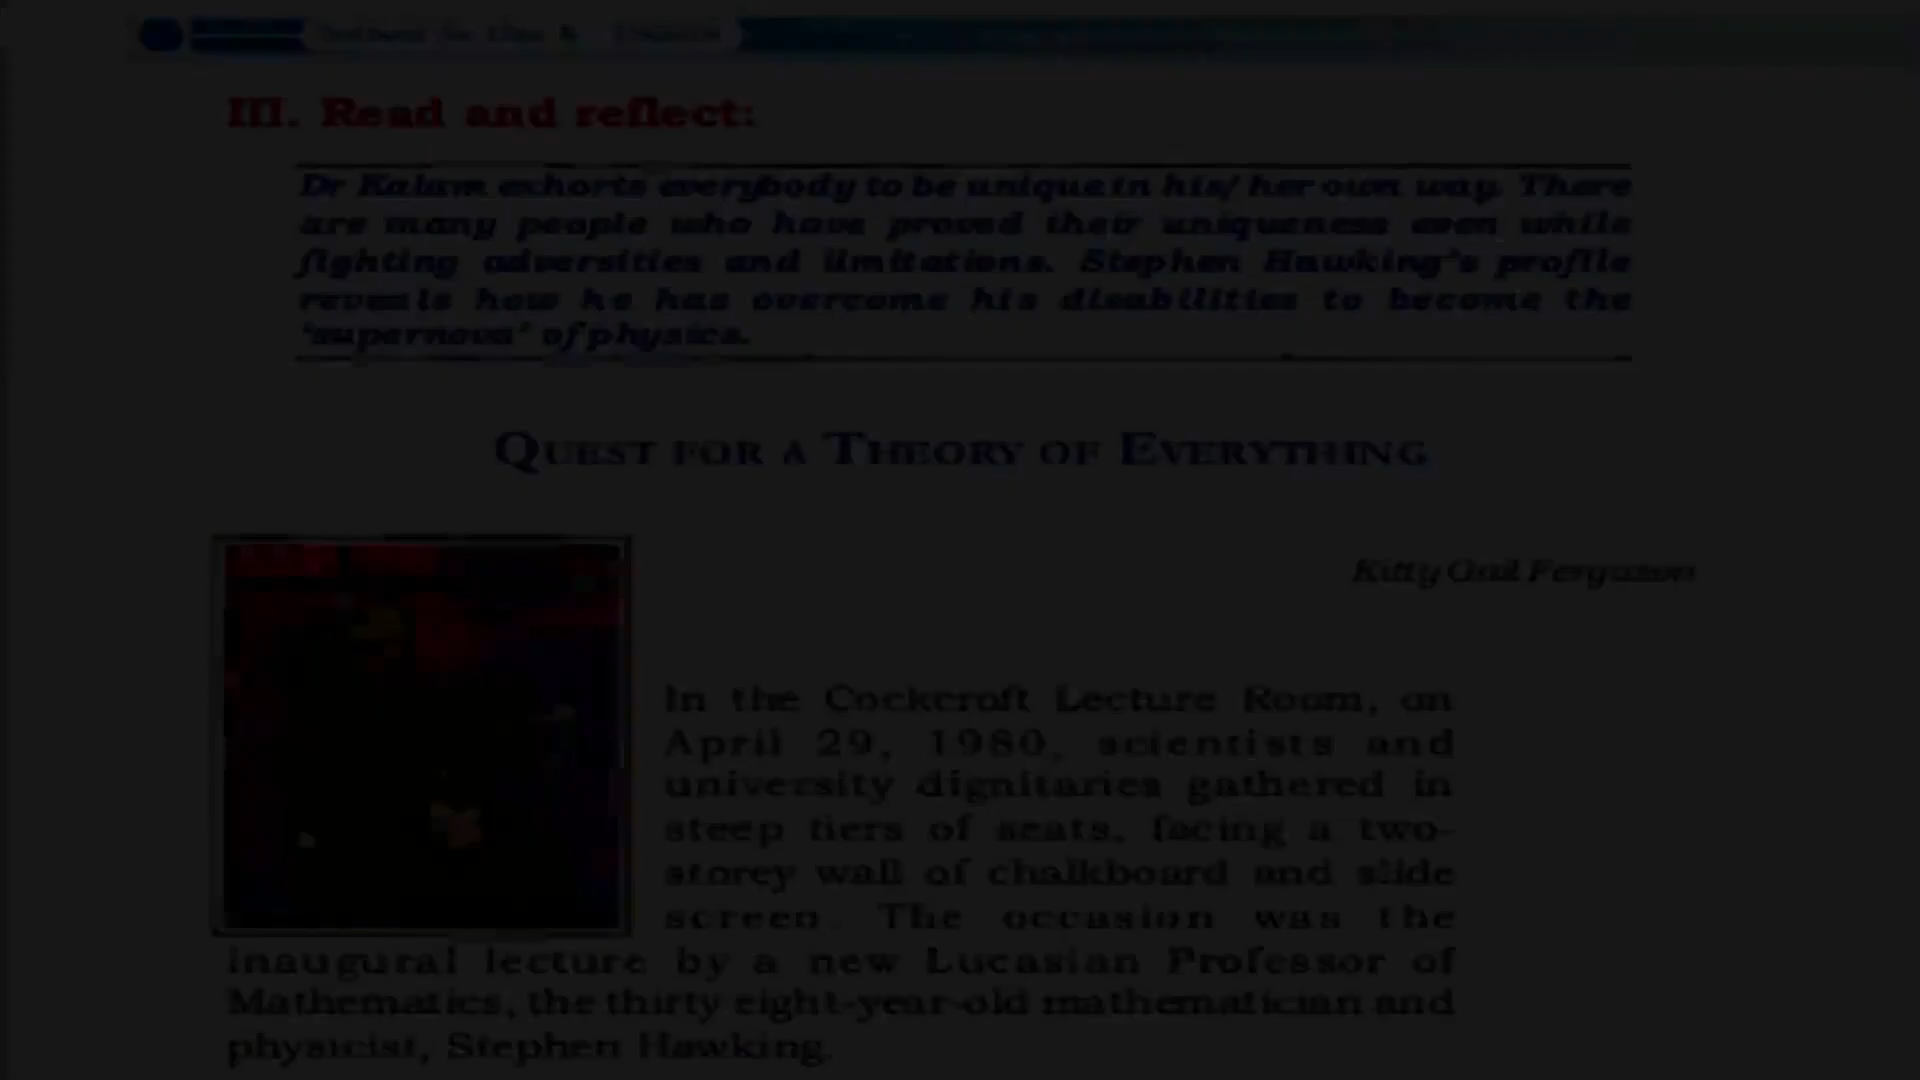 III. Read and reflect:
Dr Kalam exhorts everybody to be unique in his/ her own way. There
are many people who have proved their uniqueness even while
fighting adversities and limitations. Stephen Hawking's profile
reveals how he has overcome his disabilities to become the
'supernova' of physics.
QUEST FOR A THEORY OF EVERYTHING
Kitty Gail Ferguson
In the Cockcroft Lecture Room, on
April 29, 1980, scientists and
university dignitaries gathered in
steep tiers of seats, facing a two-
storey wall of chalkboard and slide
screen. The occasion was the
inaugural lecture by a new Lucasian Professor of
Mathematics, the thirty eight-year-old mathematician and
physicist, Stephen Hawking.